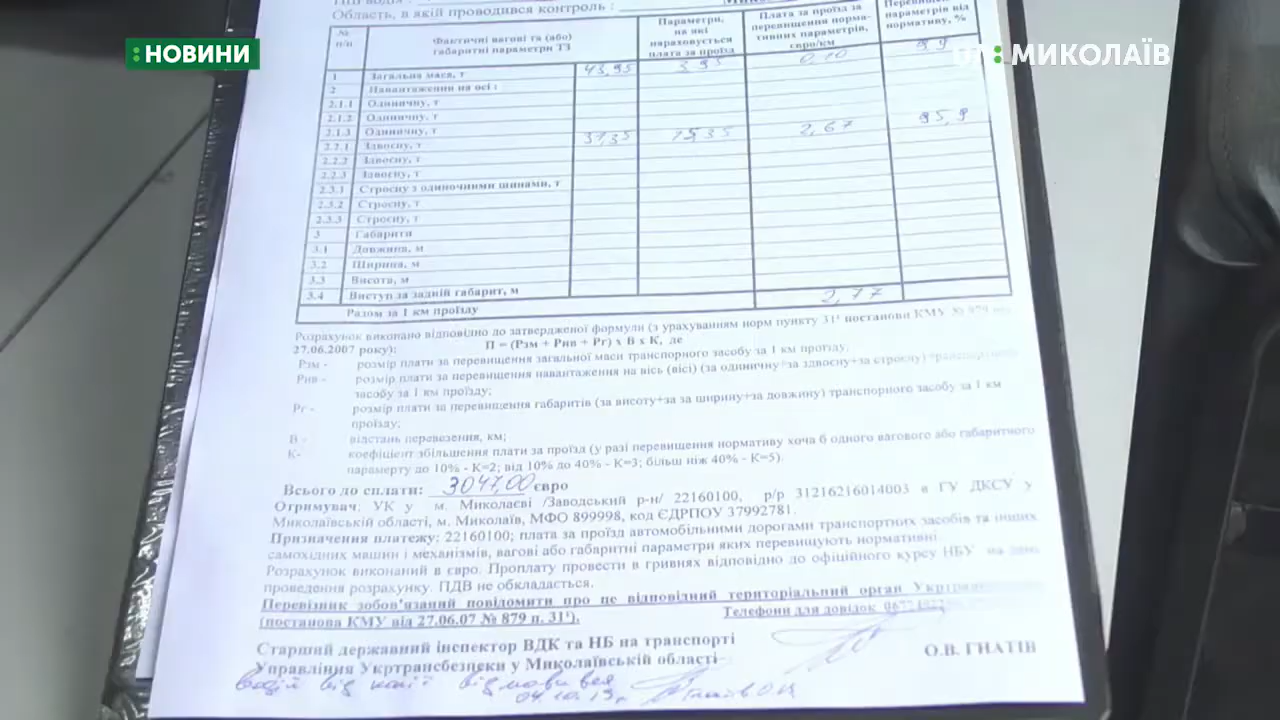 НОВИНИ
МИКОЛАЇВ
Область, в якій проводився контроль :
№ п/п
Фактичні вагові та (або) габаритні параметри ТЗ
Параметри, на які нараховується плата за проїзд
Плата за проїзд за перевищення нормативних параметрів, євро/км
параметрів від нормативу, %
1 Загальна маса, т 43,95 3,95 0,10 9,9
2 Навантаження на осі :
2.1.1 Одиничну, т
2.1.2 Одиничну, т
2.1.3 Одиничну, т 31,35 15,35 2,67 95,9
2.2.1 Здвоєну, т
2.2.2 Здвоєну, т
2.2.3 Здвоєну, т
2.3.1 Строєну з одиночними шинами, т
2.3.2 Строєну, т
2.3.3 Строєну, т
3 Габарити
3.1 Довжина, м
3.2 Ширина, м
3.3 Висота, м
3.4 Виступ за задній габарит, м
Разом за 1 км проїзду 2,77
Розрахунок виконано відповідно до затвердженої формули (з урахуванням норм пункту 31¹ постанови КМУ № 879 від
27.06.2007 року): П = (Рзм + Рнв + Рг) х В х К, де
Рзм - розмір плати за перевищення загальної маси транспорного засобу за 1 км проїзду;
Рнв - розмір плати за перевищення навантаження на вісь (вісі) (за одиничну+за здвоєну+за строєну) транспортного
засобу за 1 км проїзду;
Рг - розмір плати за перевищення габаритів (за висоту+за за ширину+за довжину) транспорного засобу за 1 км
проїзду;
В - відстань перевезення, км;
К- коефіцієнт збільшення плати за проїзд (у разі перевищення нормативу хоча б одного вагового або габаритного
параметру до 10% - К=2; від 10% до 40% - К=3; більш ніж 40% - К=5).
Всього до сплати: 3047,00 євро
Отримувач: УК у м. Миколаєві /Заводський р-н/ 22160100, р/р 31216216014003 в ГУ ДКСУ у
Миколаївській області, м. Миколаїв, МФО 899998, код ЄДРПОУ 37992781.
Призначення платежу: 22160100; плата за проїзд автомобільними дорогами транспортних засобів та інших
самохідних машин і механізмів, вагові або габаритні параметри яких перевищують нормативні
Розрахунок виконаний в євро. Проплату провести в гривнях відповідно до офіційного курсу НБУ на день
проведення розрахунку. ПДВ не обкладається.
Перевізник зобов'язаний повідомити про це відповідний територіальний орган
(постанова КМУ від 27.06.07 № 879 п. 31¹). Телефони для довідок
Старший державний інспектор ВДК та НБ на транспорті
Управління Укртрансбезпеки у Миколаївській області О.В. ГНАТІВ
водій від копії відмовився
04.10.19р Гнатів О.В.